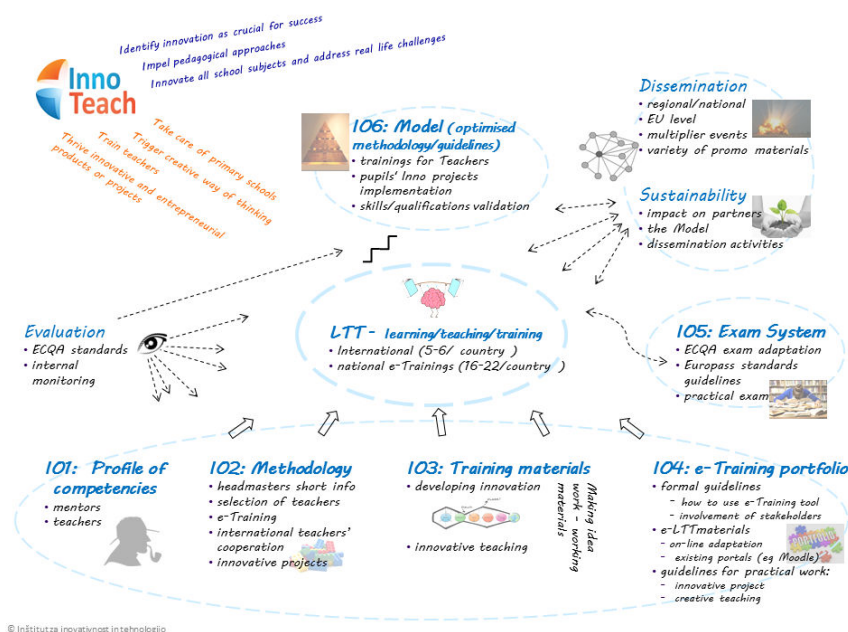 Identify innovation as crucial for success
Impel pedagogical approaches
Innovate all school subjects and address real life challenges
Inno
Teach
Take care of primary schools
Trigger creative way of thinking
Train teachers
Thrive innovative and entrepreneurial
products or projects
IO6: Model (optimised
methodology/guidelines)
• trainings for Teachers
• pupils' Inno projects
implementation
• skills/qualifications validation
Dissemination
• regional/national
• EU level
• multiplier events
• variety of promo materials
Sustainability
• impact on partners
• the Model
• dissemination activities
Evaluation
• ECQA standards
• internal
monitoring
LTT - learning/teaching/training
• International (5-6/ country )
• national e-Trainings (16-22/country )
IO5: Exam System
• ECQA exam adaptation
• Europass standards
guidelines
• practical exam
IO1: Profile of
competencies
• mentors
• teachers
IO2: Methodology
• headmasters short info
• selection of teachers
• e-Training
• international teachers'
cooperation
• innovative projects
IO3: Training materials
• developing innovation
• innovative teaching
Making idea
work - working
materials
IO4: e-Training portfolio
• formal guidelines
- how to use e-Training tool
- involvement of stakeholders
• e-LTTmaterials
- on-line adaptation
- existing portals (eg Moodle)
• guidelines for practical work:
- innovative project
- creative teaching
© Inštitut za inovativnost in tehnologijo